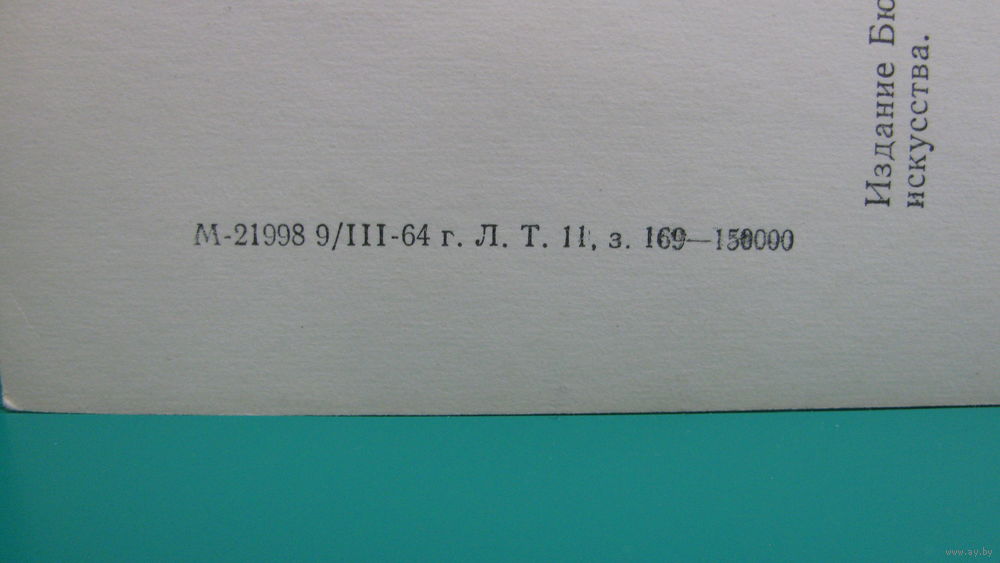 Издание Бю
искусства.
М-21998 9/III-64 г. Л. Т. 11, з. 169—150000
www.ay.by